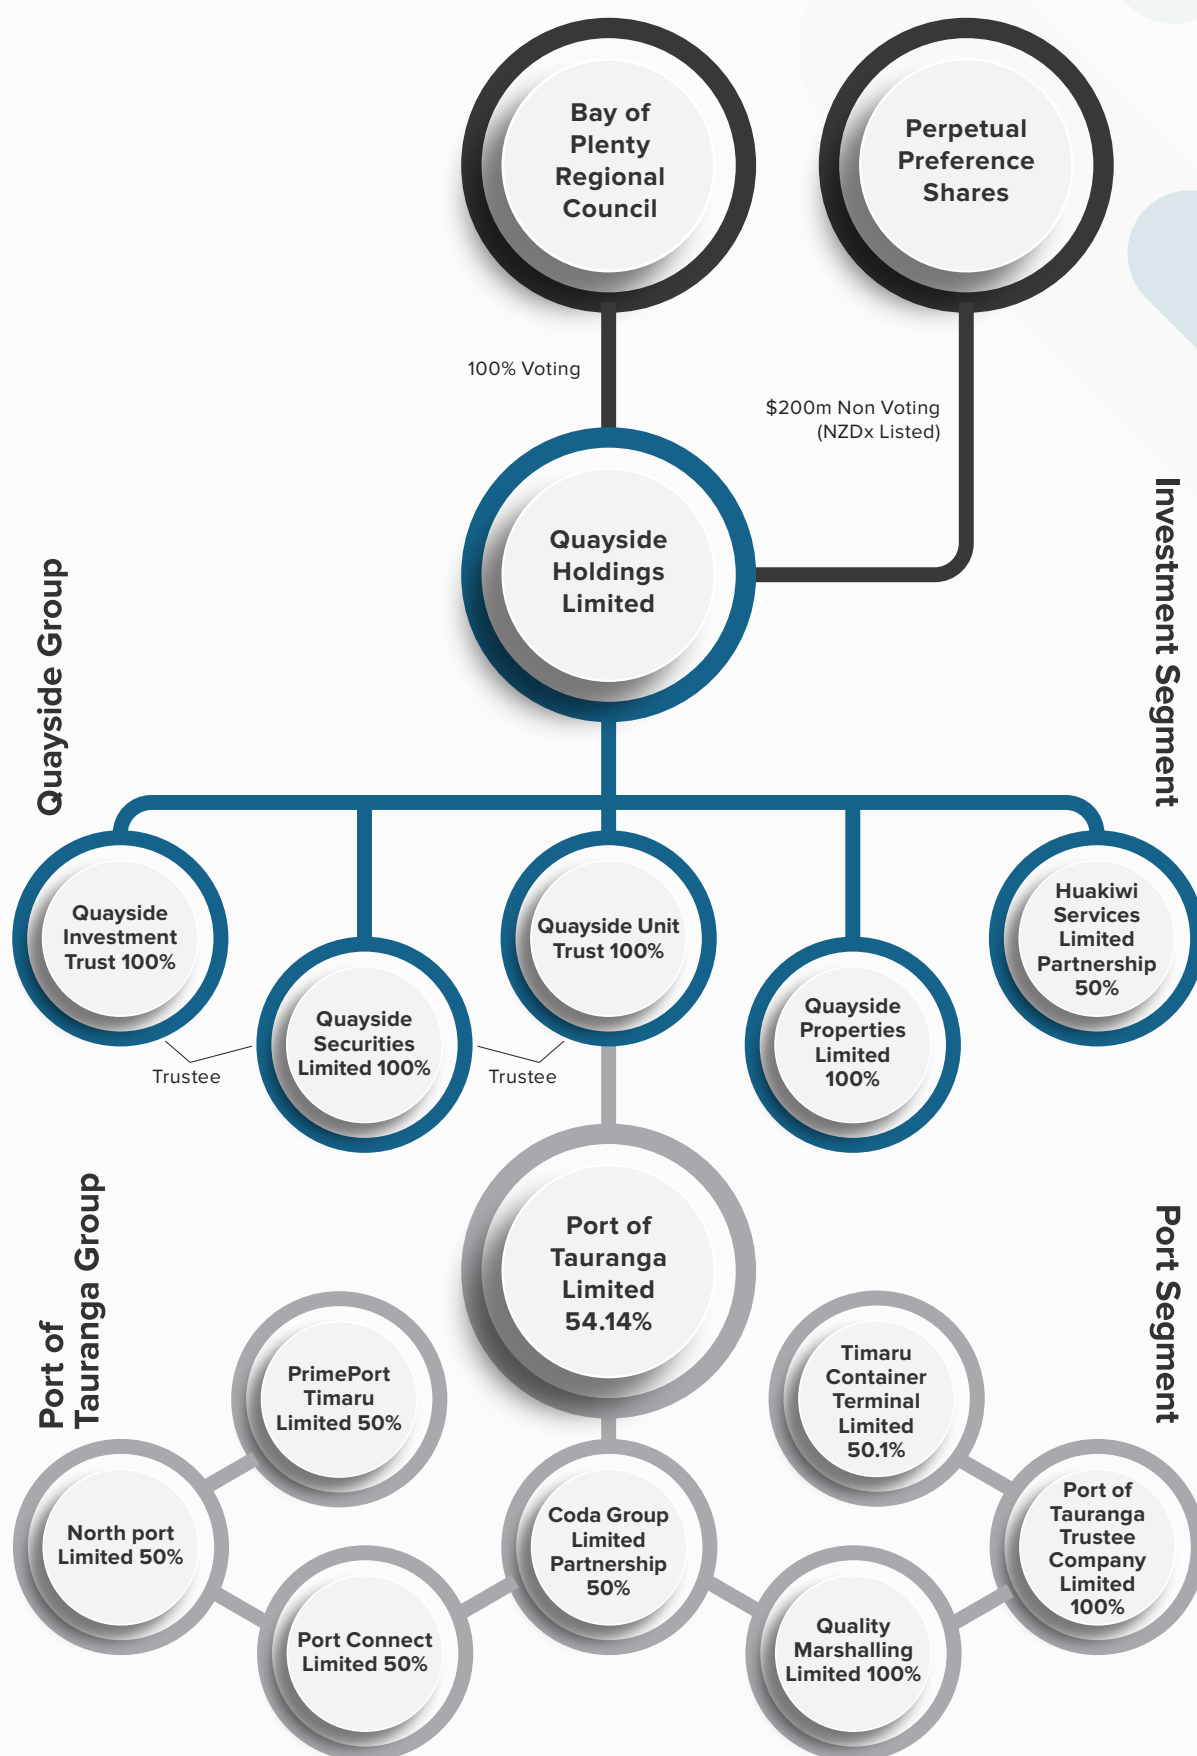 Bay of
Plenty
Regional
Council
Perpetual
Preference
Shares
100% Voting
$200m Non Voting
(NZDx Listed)
Quayside
Holdings
Limited
Quayside Group
Investment Segment
Quayside
Investment
Trust 100%
Quayside
Securities
Limited 100%
Quayside Unit
Trust 100%
Quayside
Properties
Limited
100%
Huakiwi
Services
Limited
Partnership
50%
Trustee
Trustee
Port of
Tauranga Group
Port Segment
Port of
Tauranga
Limited
54.14%
PrimePort
Timaru
Limited 50%
Timaru
Container
Terminal
Limited
50.1%
North port
Limited 50%
Port Connect
Limited 50%
Coda Group
Limited
Partnership
50%
Quality
Marshalling
Limited 100%
Port of
Tauranga
Trustee
Company
Limited
100%